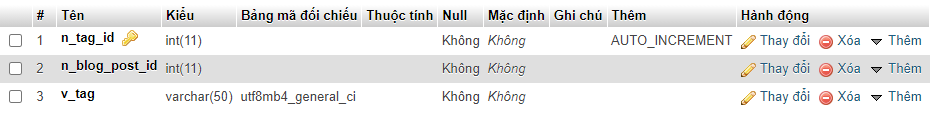 # Tên Kiểu Bảng mã đối chiếu Thuộc tính Null Mặc định Ghi chú Thêm Hành động
1 n_tag_id int(11) Không Không AUTO_INCREMENT Thay đổi Xóa Thêm
2 n_blog_post_id int(11) Không Không Thay đổi Xóa Thêm
3 v_tag varchar(50) utf8mb4_general_ci Không Không Thay đổi Xóa Thêm